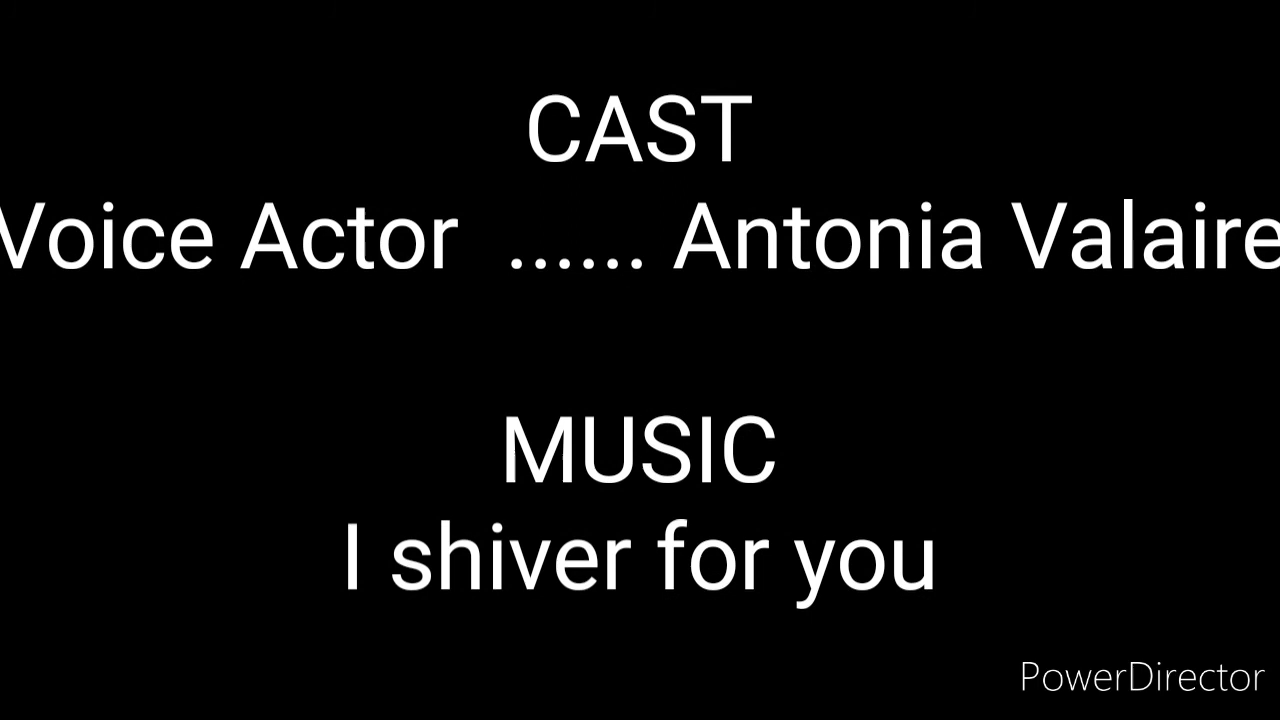 CAST
Voice Actor ...... Antonia Valaire
MUSIC
I shiver for you
PowerDirector